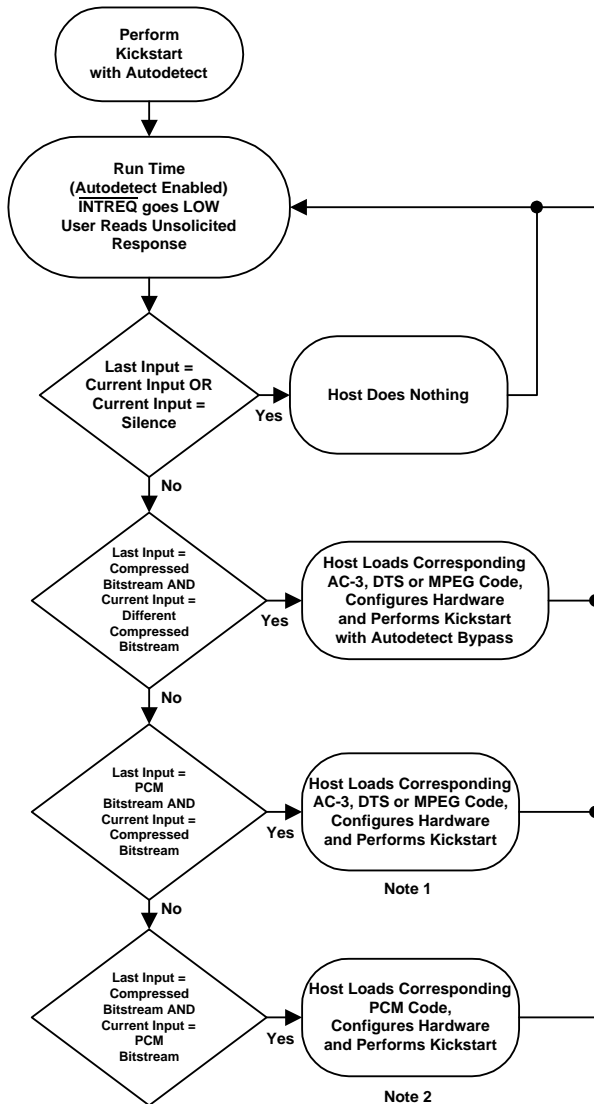 Perform
Kickstart
with Autodetect
Run Time
(Autodetect Enabled)
INTREQ goes LOW
User Reads Unsolicited
Response
Last Input =
Current Input OR
Current Input =
Silence
Yes
Host Does Nothing
No
Last Input =
Compressed
Bitstream AND
Current Input =
Different
Compressed
Bitstream
Yes
Host Loads Corresponding
AC-3, DTS or MPEG Code,
Configures Hardware
and Performs Kickstart
with Autodetect Bypass
No
Last Input =
PCM
Bitstream AND
Current Input =
Compressed
Bitstream
Yes
Host Loads Corresponding
AC-3, DTS or MPEG Code,
Configures Hardware
and Performs Kickstart
Note 1
No
Last Input =
Compressed
Bitstream AND
Current Input =
PCM
Bitstream
Yes
Host Loads Corresponding
PCM Code,
Configures Hardware
and Performs Kickstart
Note 2